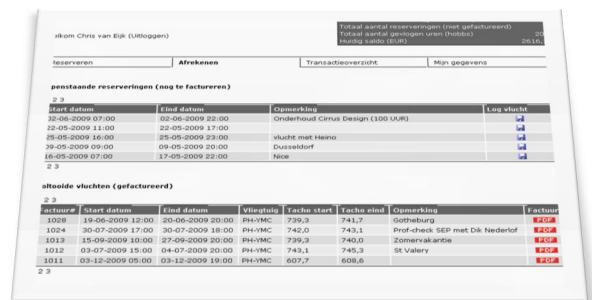 Totaal aantal reserveringen (niet gefactureerd)
Totaal aantal gevlogen uren (hobbs) 20
Huidig saldo (EUR) 2616,
elkom Chris van Eijk (Uitloggen)
Reserveren Afrekenen Transactieoverzicht Mijn gegevens
penstaande reserveringen (nog te factureren)
2 3
Start datum Eind datum Opmerking Log vlucht
02-06-2009 07:00 02-06-2009 22:00 Onderhoud Cirrus Design (100 UUR)
22-05-2009 11:00 22-05-2009 17:00
25-05-2009 16:00 25-05-2009 23:00 vlucht met Heino
09-05-2009 09:00 09-05-2009 20:00 Dusseldorf
16-05-2009 07:00 17-05-2009 22:00 Nice
2 3
altooide vluchten (gefactureerd)
2 3
Factuur# Start datum Eind datum Vliegtuig Tacho start Tacho eind Opmerking Factuur
1028 19-06-2009 12:00 20-06-2009 20:00 PH-YMC 739,3 741,7 Gotheburg PDF
1024 30-07-2009 17:00 30-07-2009 18:00 PH-YMC 742,0 743,1 Prof-check SEP met Dik Nederlof PDF
1013 15-09-2009 10:00 27-09-2009 20:00 PH-YMC 739,3 740,0 Zomervakantie PDF
1012 03-07-2009 15:00 04-07-2009 20:00 PH-YMC 743,1 745,3 St Valery PDF
1011 03-12-2009 05:00 03-12-2009 19:00 PH-YMC 607,7 608,6 PDF
2 3